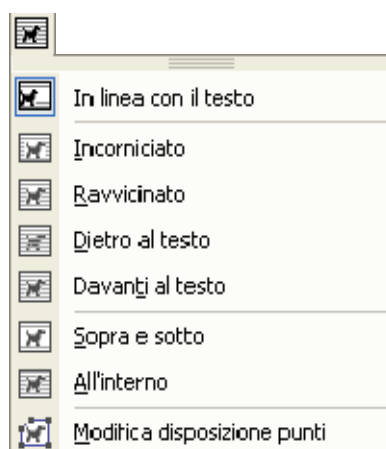 In linea con il testo
Incorniciato
Ravvicinato
Dietro al testo
Davanti al testo
Sopra e sotto
All'interno
Modifica disposizione punti